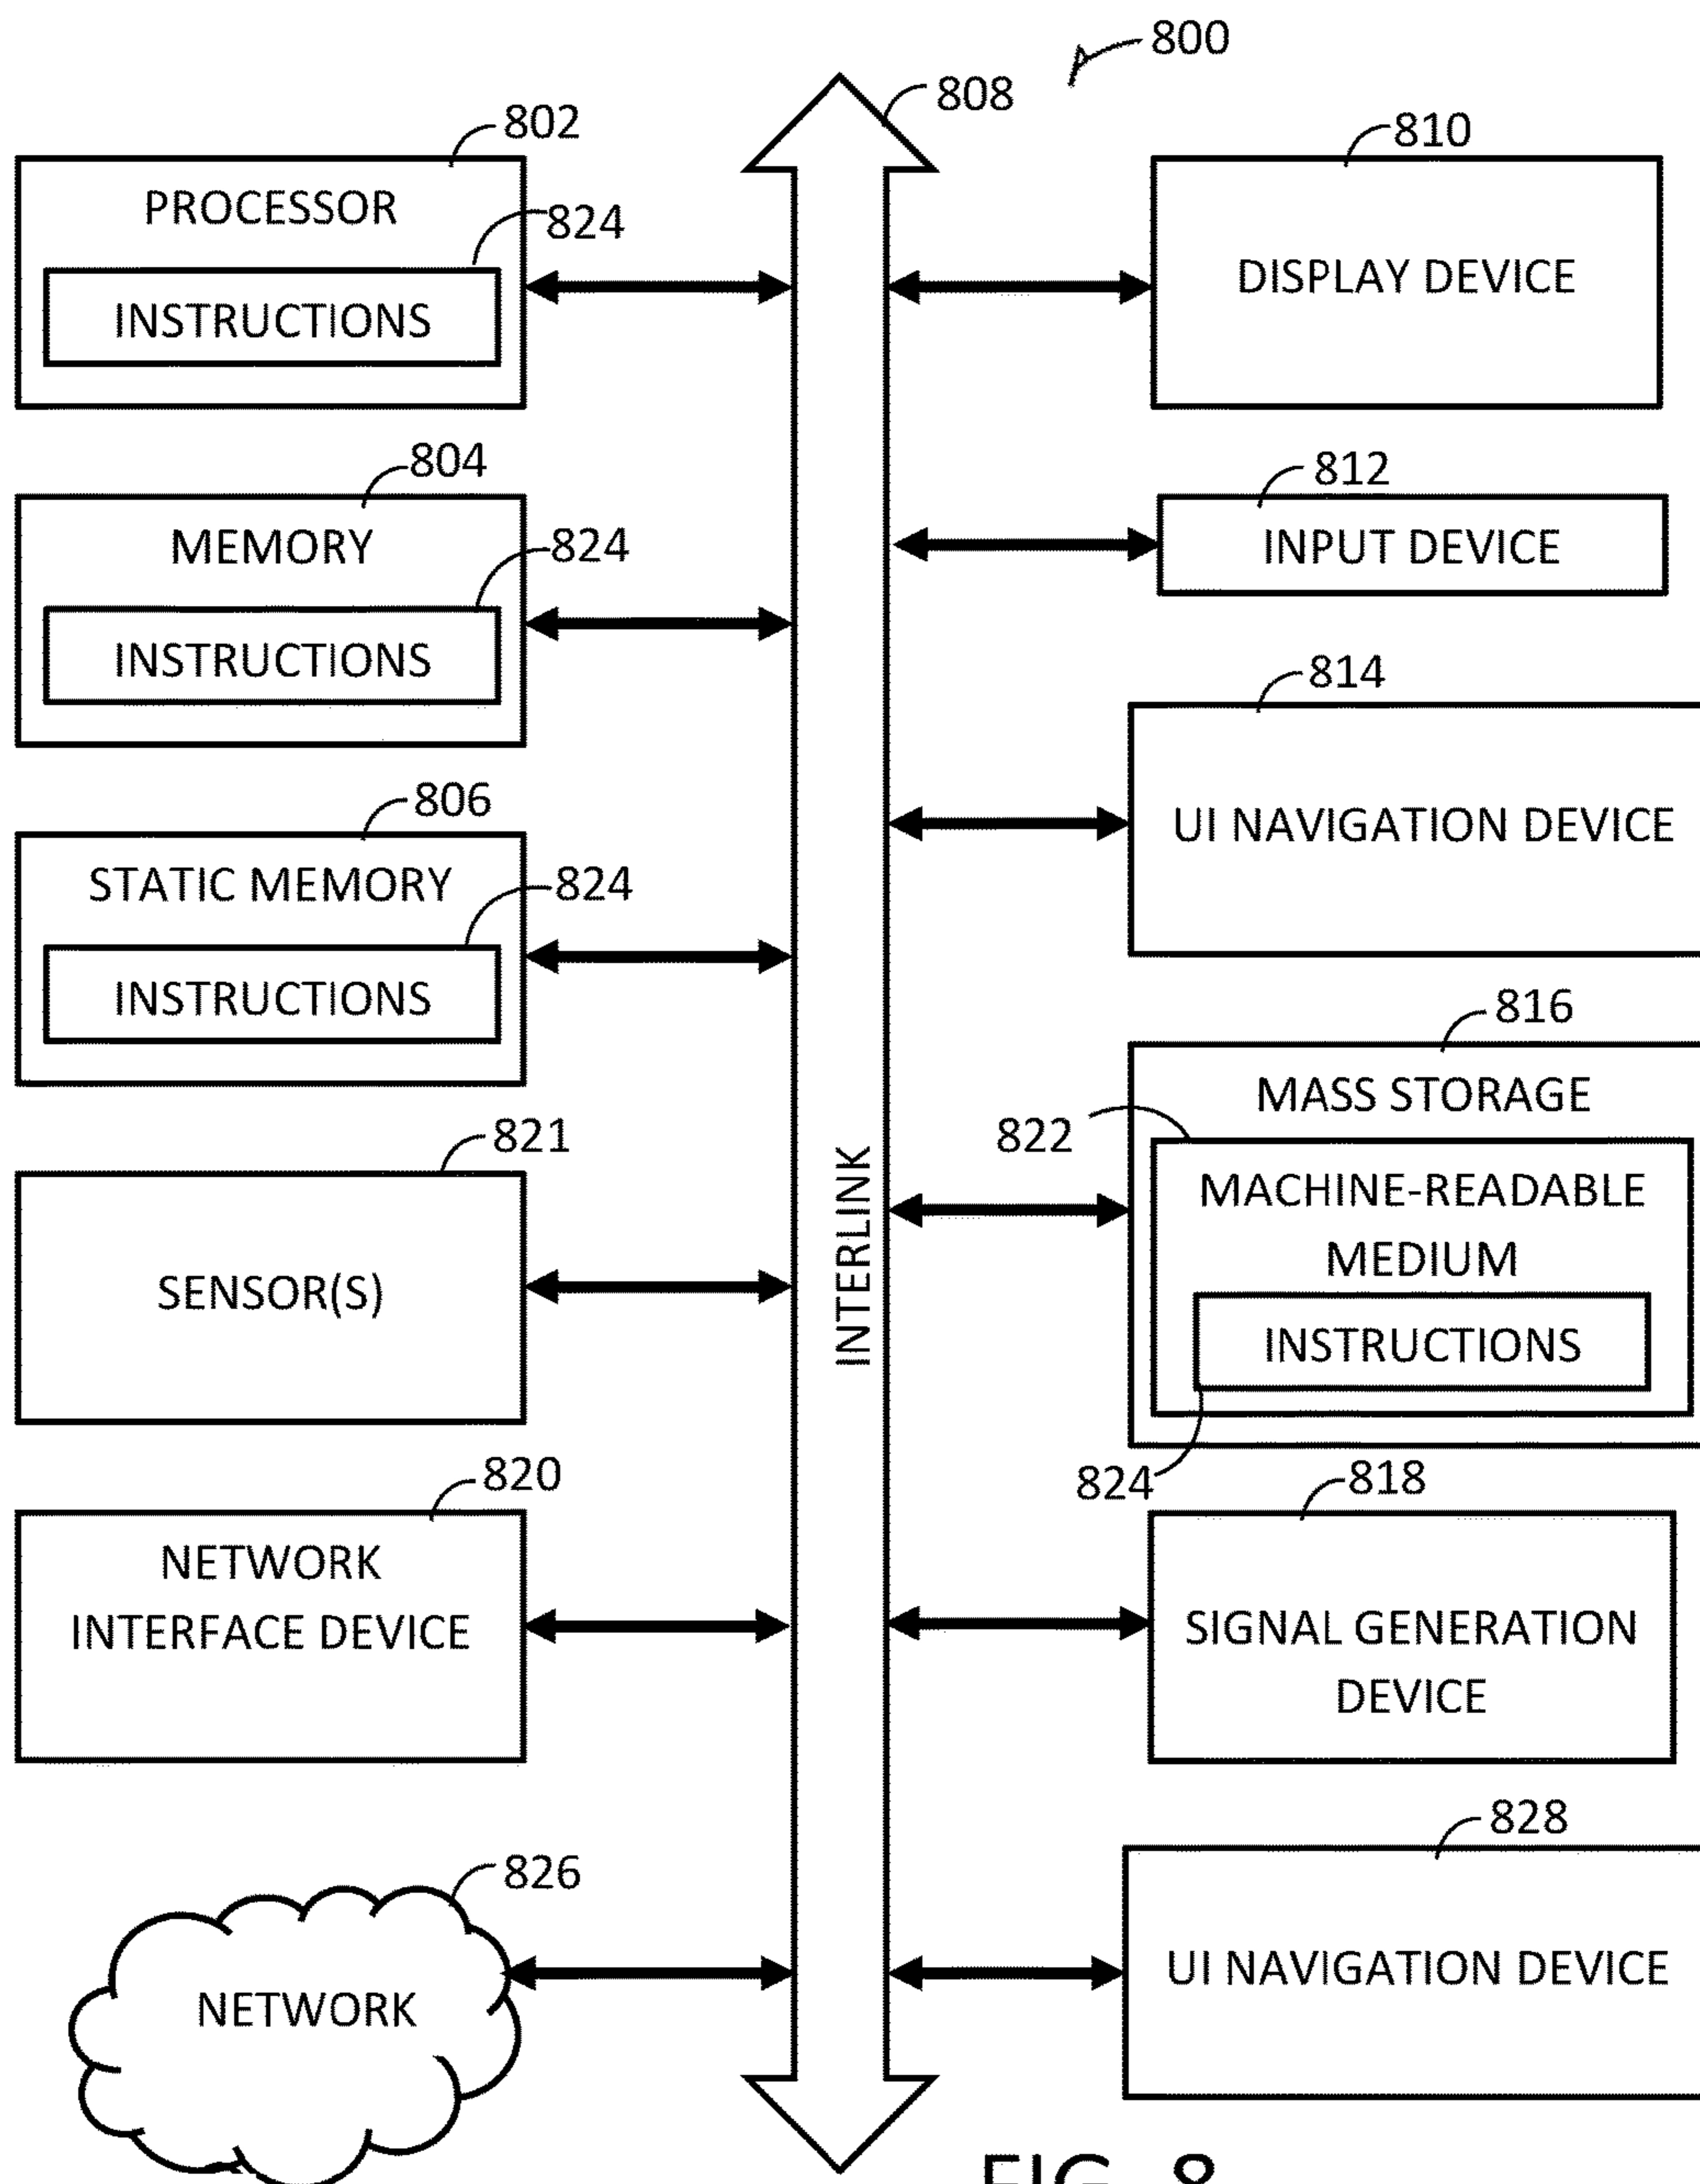 800
808
802
PROCESSOR
824
INSTRUCTIONS
810
DISPLAY DEVICE
804
MEMORY
824
INSTRUCTIONS
812
INPUT DEVICE
814
UI NAVIGATION DEVICE
806
STATIC MEMORY
824
INSTRUCTIONS
816
MASS STORAGE
822
MACHINE-READABLE
MEDIUM
INSTRUCTIONS
824
821
SENSOR(S)
INTERLINK
820
NETWORK
INTERFACE DEVICE
818
SIGNAL GENERATION
DEVICE
826
NETWORK
828
UI NAVIGATION DEVICE
FIG. 8